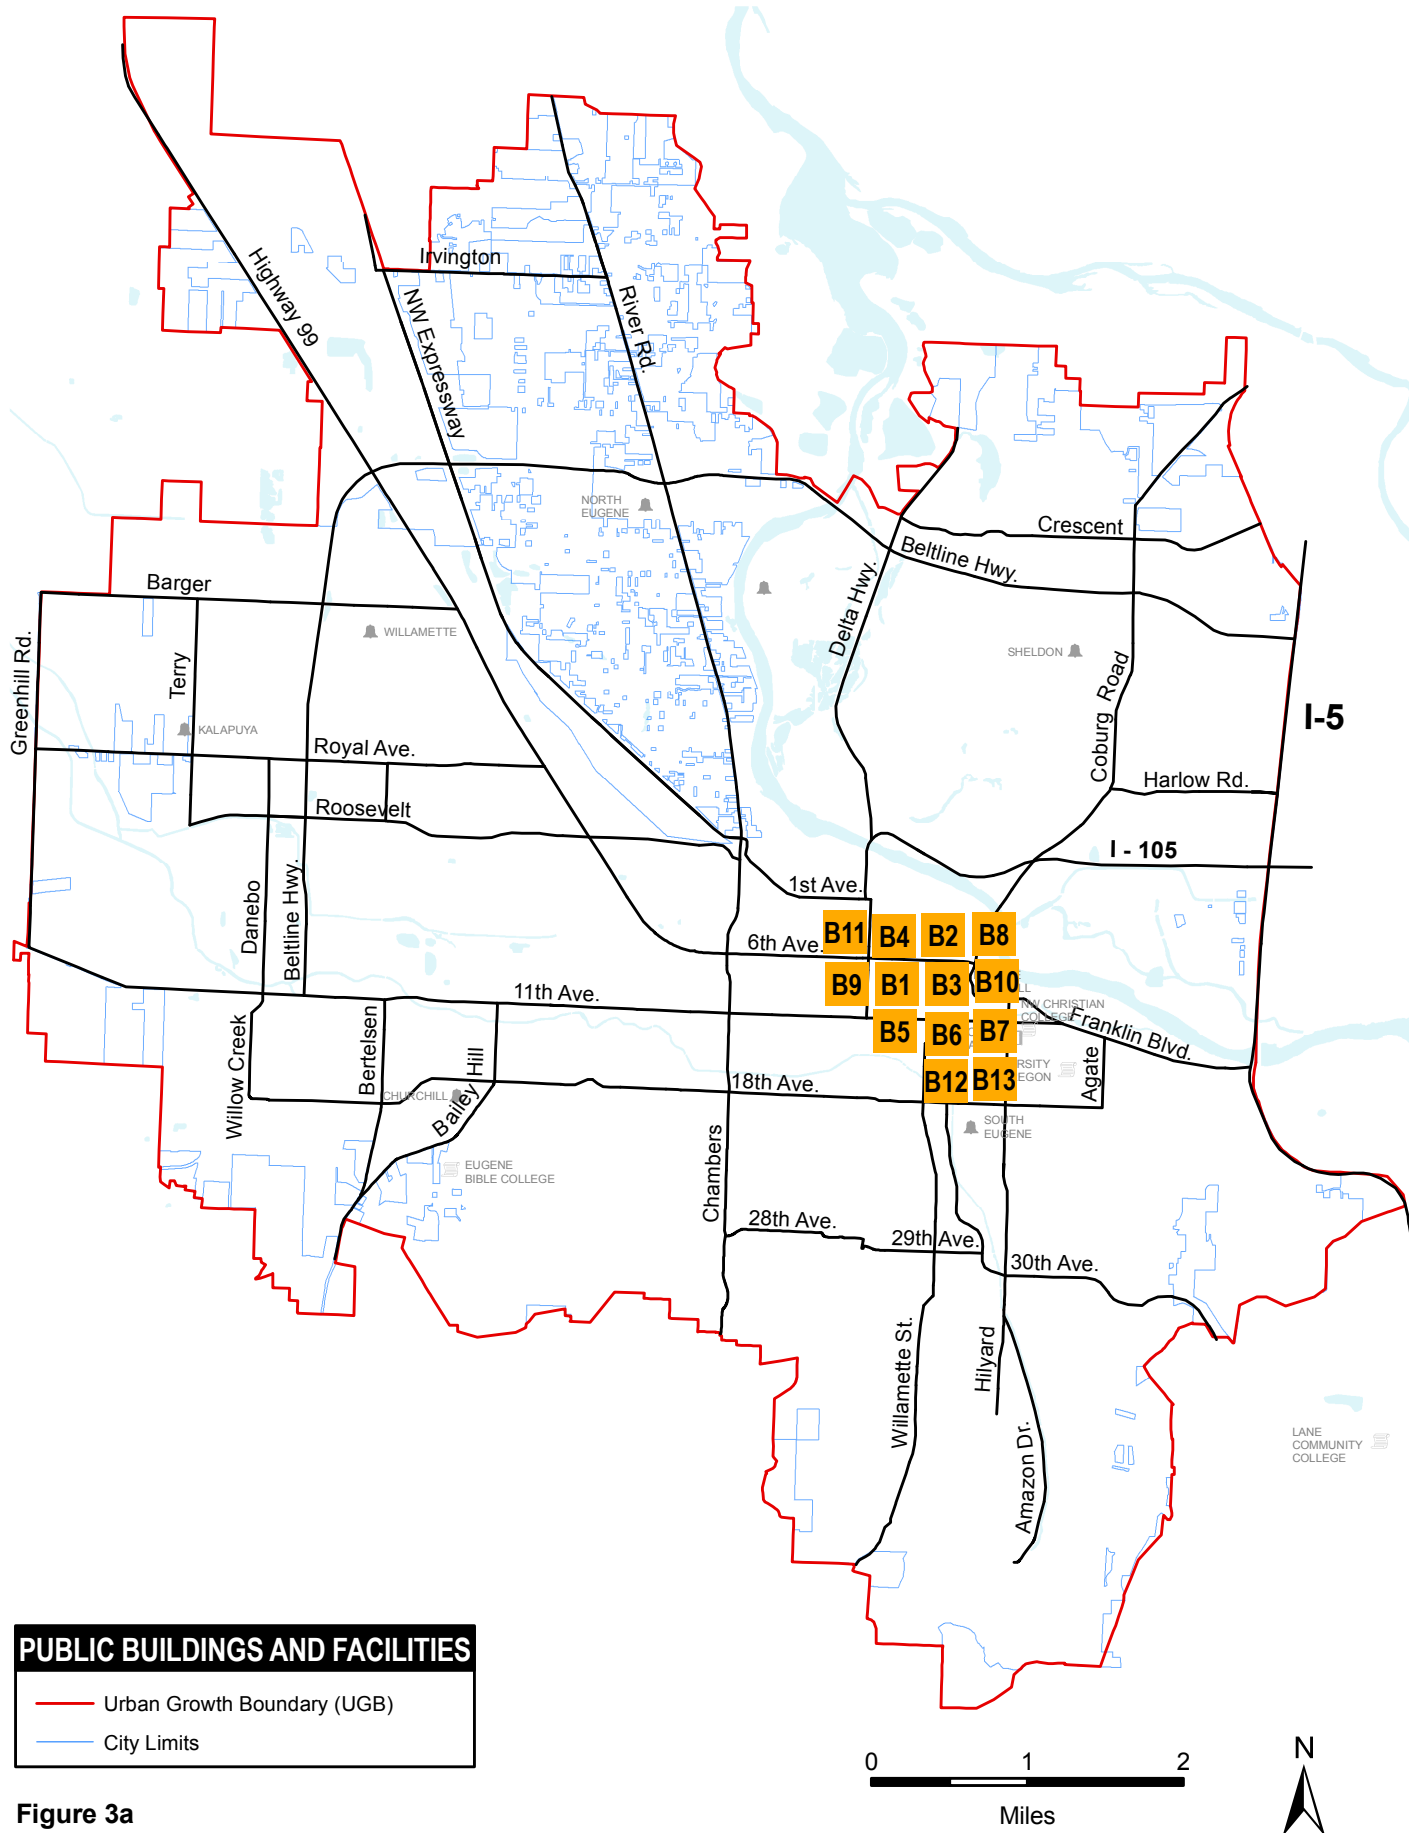 Irvington
Highway 99
NW Expressway
River Rd.
NORTH
EUGENE
Crescent
Beltline Hwy.
Delta Hwy.
Barger
Greenhill Rd.
Terry
WILLAMETTE
SHELDON
Coburg Road
I-5
KALAPUYA
Royal Ave.
Roosevelt
Harlow Rd.
I - 105
1st Ave.
Danebo
Beltline Hwy.
6th Ave.
B11
B4
B2
B8
B9
B1
B3
B10
11th Ave.
NW CHRISTIAN
COLLEGE
Franklin Blvd.
B5
B6
B7
Willow Creek
Bertelsen
Bailey Hill
CHURCHILL
18th Ave.
B12
B13
Agate
SOUTH
EUGENE
EUGENE
BIBLE COLLEGE
Chambers
28th Ave.
29th Ave.
30th Ave.
Willamette St.
Hilyard
Amazon Dr.
LANE
COMMUNITY
COLLEGE
PUBLIC BUILDINGS AND FACILITIES
Urban Growth Boundary (UGB)
City Limits
Figure 3a
0 1 2
Miles
N